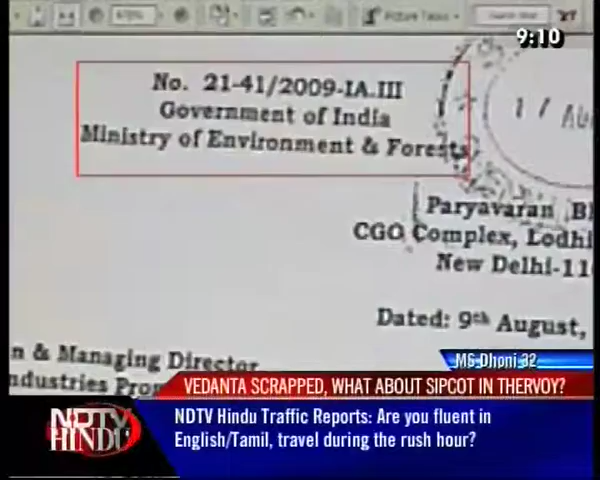 9:10
No. 21-41/2009-IA.III
Government of India
Ministry of Environment & Forests
17 AU
Paryavaran B
CGO Complex, Lodhi
New Delhi-11
Dated: 9th August,
n & Managing Director
ndustries Pro
MS Dhoni 32
VEDANTA SCRAPPED, WHAT ABOUT SIPCOT IN THERVOY?
NDTV HINDU
NDTV Hindu Traffic Reports: Are you fluent in
English/Tamil, travel during the rush hour?